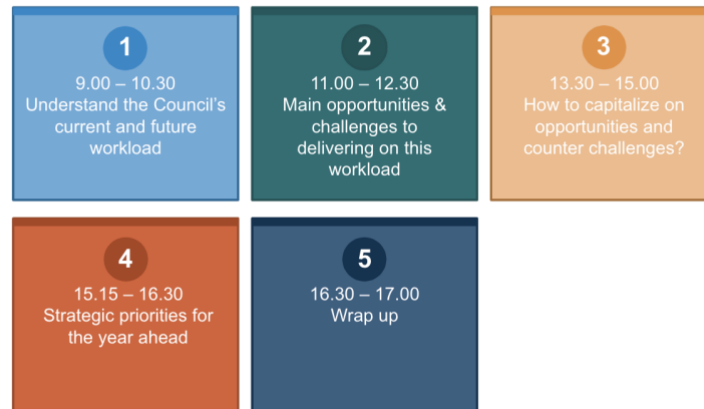 1
9.00 – 10.30
Understand the Council's
current and future
workload
2
11.00 – 12.30
Main opportunities &
challenges to
delivering on this
workload
3
13.30 – 15.00
How to capitalize on
opportunities and
counter challenges?
4
15.15 – 16.30
Strategic priorities for
the year ahead
5
16.30 – 17.00
Wrap up